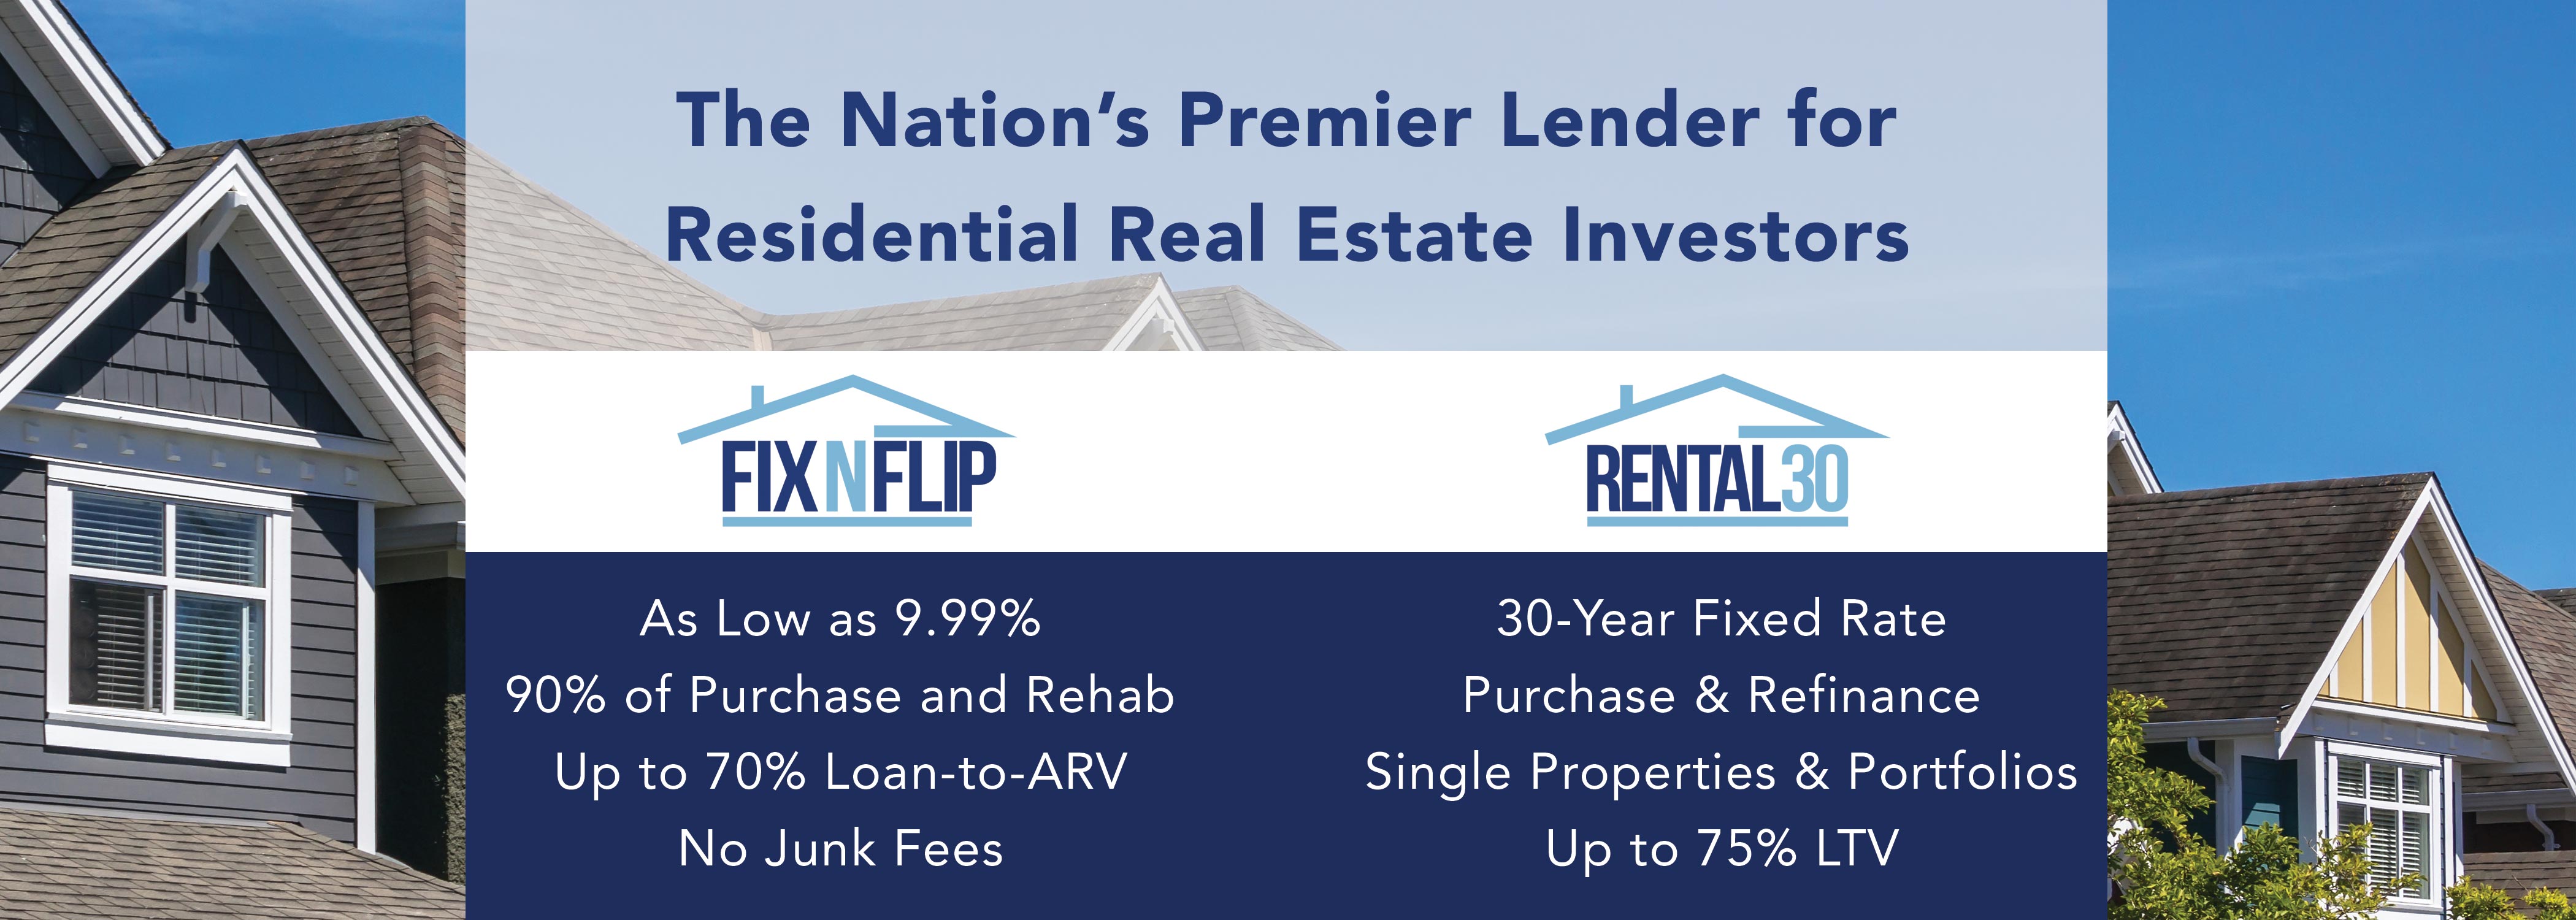 The Nation’s Premier Lender for
Residential Real Estate Investors
FIXNFLIP
As Low as 9.99%
90% of Purchase and Rehab
Up to 70% Loan-to-ARV
No Junk Fees
RENTAL30
30-Year Fixed Rate
Purchase & Refinance
Single Properties & Portfolios
Up to 75% LTV